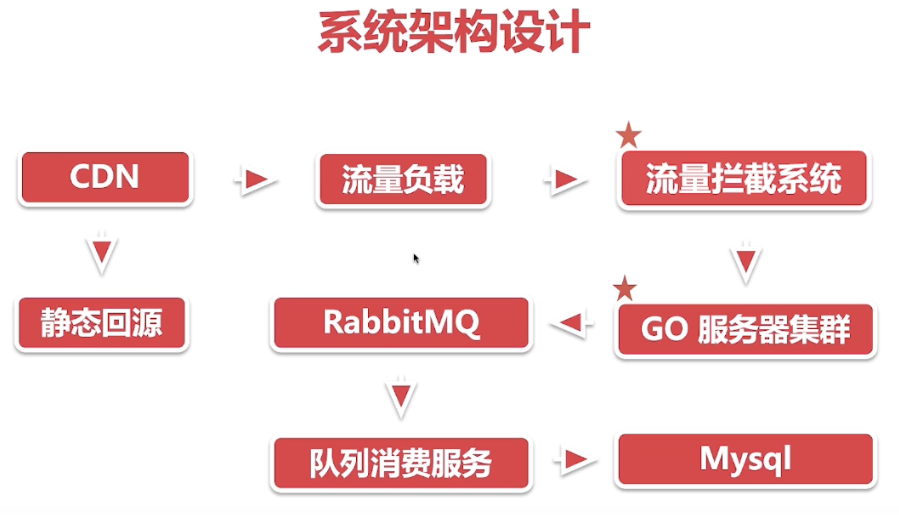 系统架构设计
CDN
流量负载
流量拦截系统
静态回源
RabbitMQ
GO 服务器集群
队列消费服务
Mysql